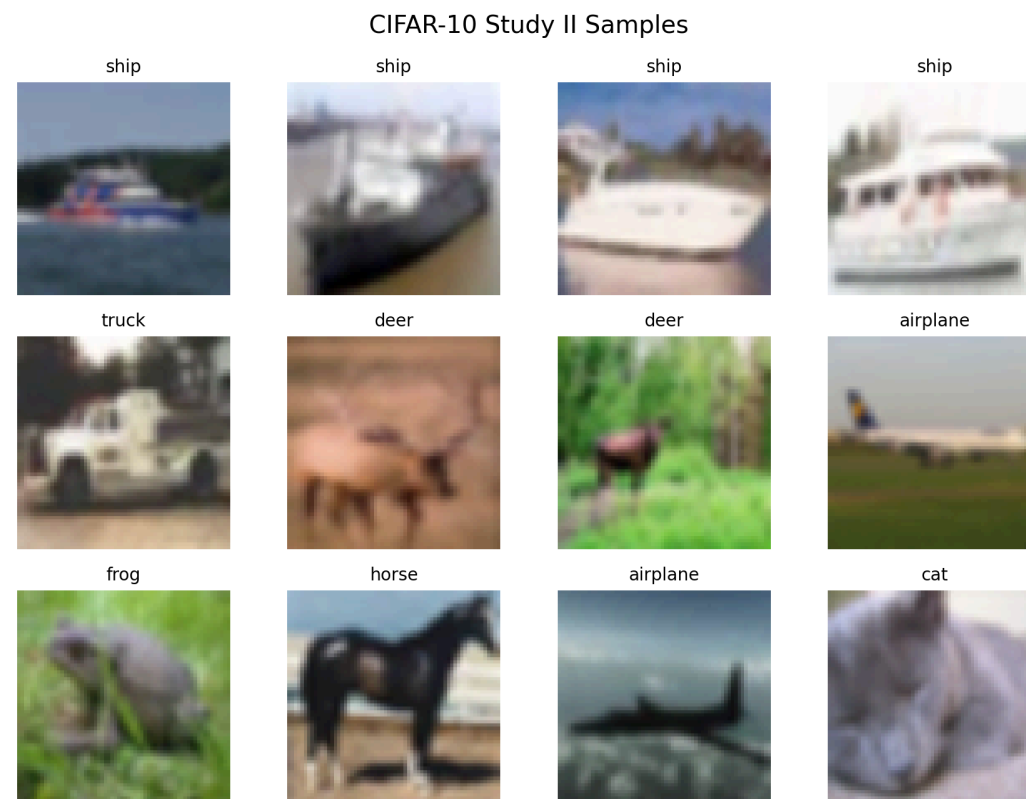 CIFAR-10 Study II Samples
ship ship ship ship
truck deer deer airplane
frog horse airplane cat